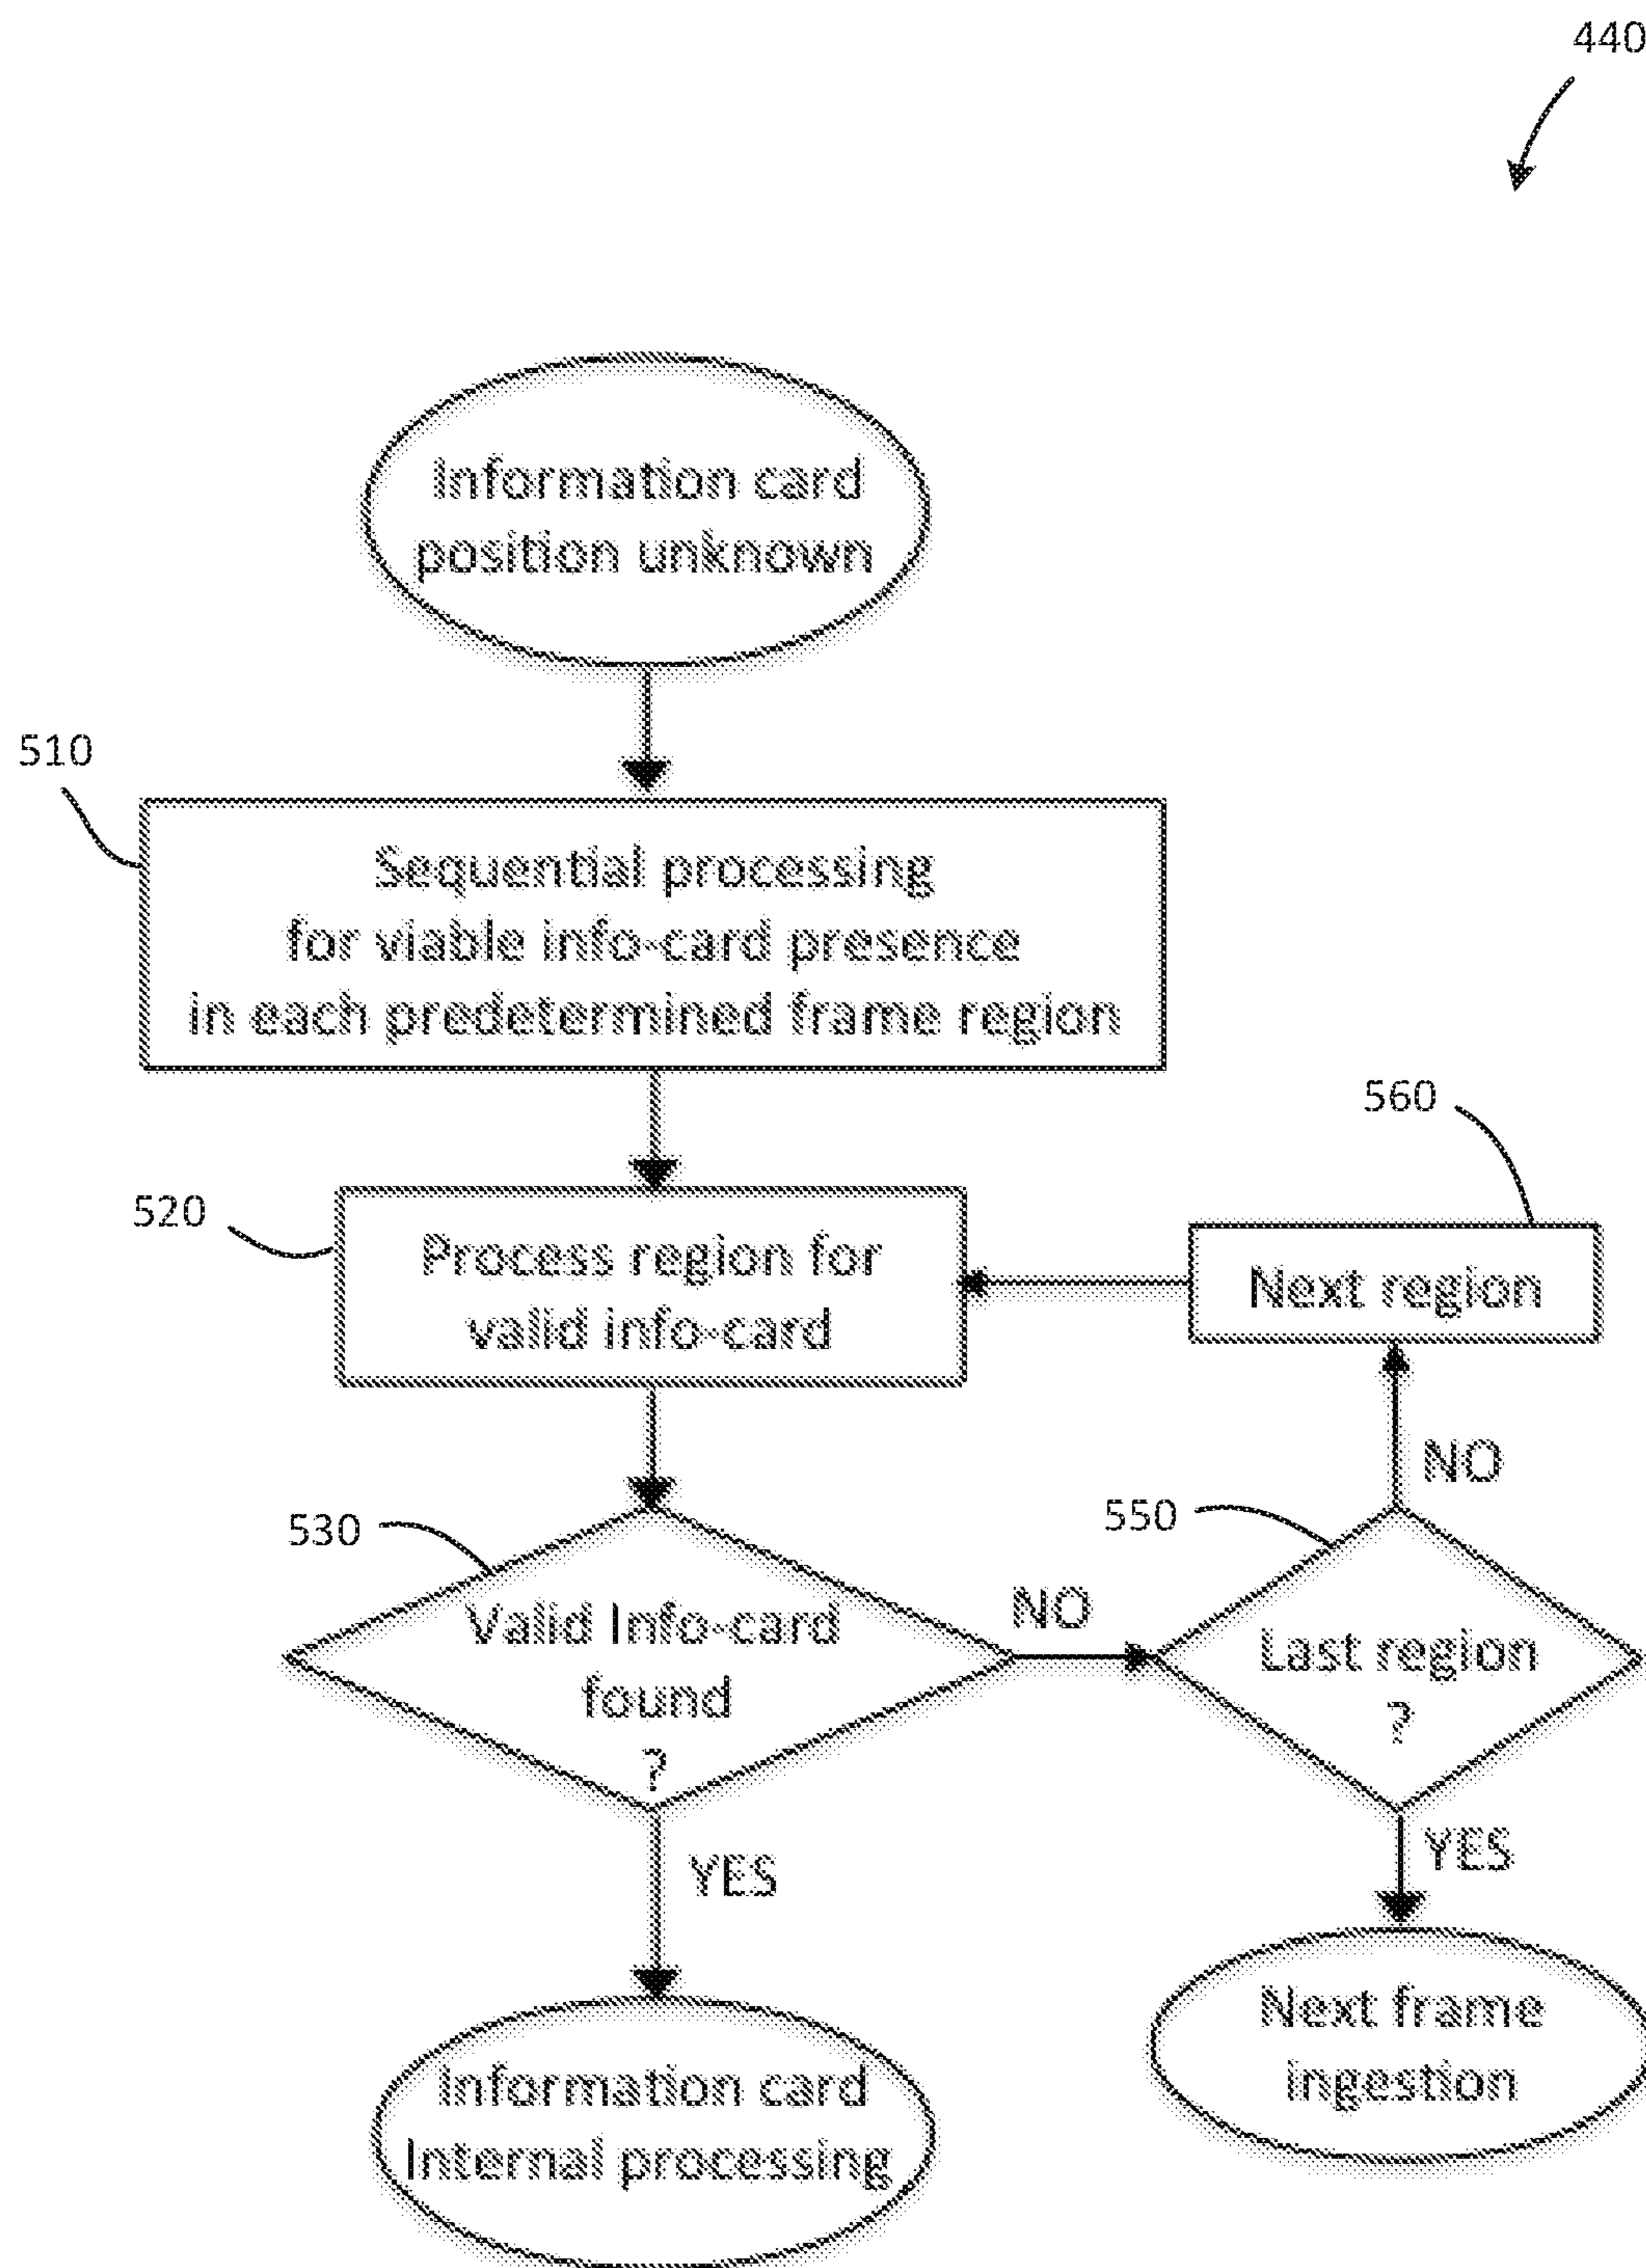 440
Information card
position unknown
510
Sequential processing
for viable info-card presence
in each predetermined frame region
560
520
Process region for
valid info-card
Next region
NO
530
550
Valid Info-card
found
?
NO
Last region
?
YES
YES
Next frame
ingestion
Information card
Internal processing